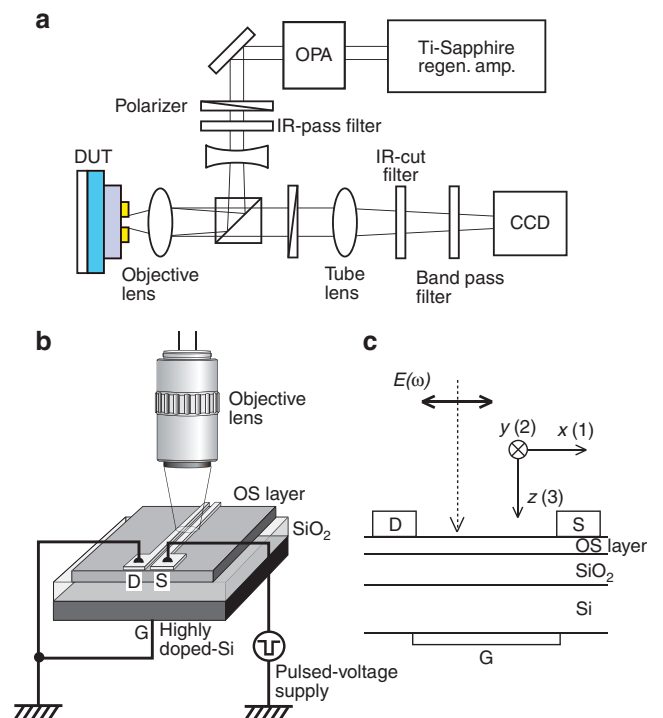 a
OPA
Ti-Sapphire
regen. amp.
Polarizer
IR-pass filter
DUT
IR-cut
filter
CCD
Objective
lens
Tube
lens
Band pass
filter
b
Objective
lens
OS layer
SiO2
D
S
G
Highly
doped-Si
Pulsed-voltage
supply
c
E(ω)
y (2)
x (1)
z (3)
D
S
OS layer
SiO2
Si
G